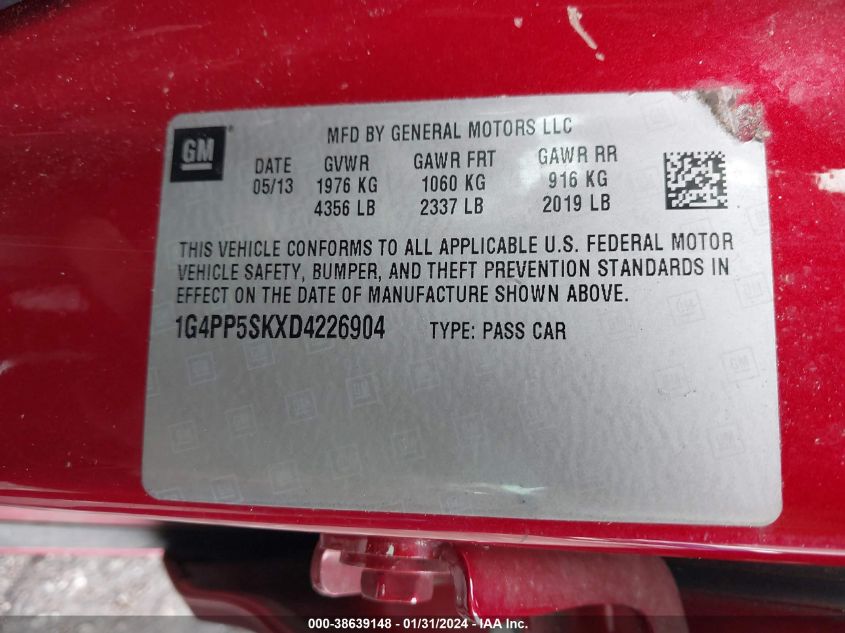 GM
MFD BY GENERAL MOTORS LLC
DATE GVWR GAWR FRT GAWR RR
05/13 1976 KG 1060 KG 916 KG
4356 LB 2337 LB 2019 LB
THIS VEHICLE CONFORMS TO ALL APPLICABLE U.S. FEDERAL MOTOR
VEHICLE SAFETY, BUMPER, AND THEFT PREVENTION STANDARDS IN
EFFECT ON THE DATE OF MANUFACTURE SHOWN ABOVE.
1G4PP5SKXD4226904 TYPE: PASS CAR
000-38639148 - 01/31/2024 - IAA Inc.